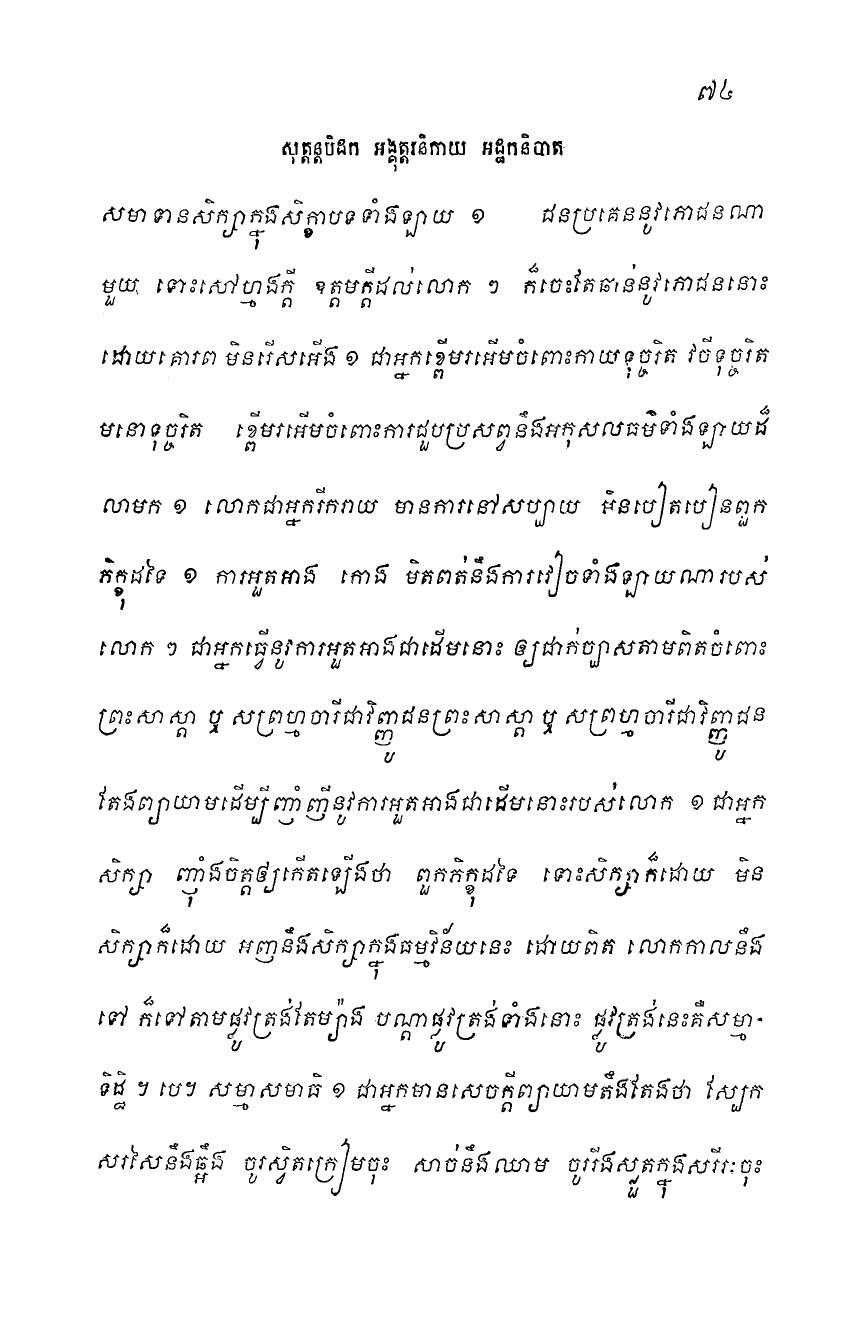 ៧៤
សុត្តន្តបិដក អង្គុត្តរនិកាយ អដ្ឋកនិបាត
សមាទានសិក្សាក្នុងសិក្ខាបទទាំងឡាយ ១ ជនប្រគេននូវភោជនណា
មួយ ទោះសៅហ្មងក្តី ឧត្តមក្តីដល់លោក ៗ ក៏ចេះតែឆាន់នូវភោជននោះ
ដោយគោរព មិនរើសអើង ១ ជាអ្នកខ្ពើមរអើមចំពោះកាយទុច្ចរិត វចីទុច្ចរិត
មនោទុច្ចរិត ខ្ពើមរអើមចំពោះការជួបប្រសព្វនឹងអកុសលធម៌ទាំងឡាយដ៏
លាមក ១ លោកជាអ្នករីករាយ មានការនៅសប្បាយ មិនបៀតបៀនពួក
ភិក្ខុដទៃ ១ ការអួតអាង កោង មិតពត់នឹងការវៀចទាំងឡាយណារបស់
លោក ៗ ជាអ្នកធ្វើនូវការអួតអាងជាដើមនោះ ឲ្យជាក់ច្បាសតាមពិតចំពោះ
ព្រះសាស្តា ឬ សព្រហ្មចារីជាវិញ្ញូជនព្រះសាស្តា ឬ សព្រហ្មចារីជាវិញ្ញូជន
តែងព្យាយាមដើម្បីញាំញីនូវការអួតអាងជាដើមនោះរបស់លោក ១ ជាអ្នក
សិក្សា ញ៉ាំងចិត្តឲ្យកើតឡើងថា ពួកភិក្ខុដទៃ ទោះសិក្សាក៏ដោយ មិន
សិក្សាក៏ដោយ អញនឹងសិក្សាក្នុងធម្មវិន័យនេះ ដោយពិត លោកកាលនឹង
ទៅ ក៏ទៅតាមផ្លូវត្រង់តែម្យ៉ាង បណ្តាផ្លូវត្រង់ទាំងនោះ ផ្លូវត្រង់នេះគឺសម្មា-
ទិដ្ឋិ ។ បេ។ សម្មាសមាធិ ១ ជាអ្នកមានសេចក្តីព្យាយាមតឹងតែងថា ស្បែក
សរសៃនឹងឆ្អឹង ចូរស្វិតក្រៀមចុះ សាច់នឹងឈាម ចូររីងស្ងួតក្នុងសរីរៈចុះ